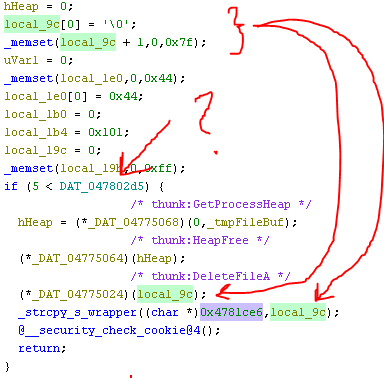 hHeap = 0;
local_9c[0] = '\0';
_memset(local_9c + 1,0,0x7f);
uVar1 = 0;
_memset(local_1e0,0,0x44);
local_1e0[0] = 0x44;
local_1b0 = 0;
local_1b4 = 0x101;
local_19c = 0;
_memset(local_19b,0,0xff);
if (5 < DAT_047802d5) {
/* thunk:GetProcessHeap */
hHeap = (*_DAT_04775068)(0,_tmpFileBuf);
/* thunk:HeapFree */
(*_DAT_04775064)(hHeap);
/* thunk:DeleteFileA */
(*_DAT_04775024)(local_9c);
_strcpy_s_wrapper((char *)0x4781ce6,local_9c);
@__security_check_cookie@4();
return;
}
}
?